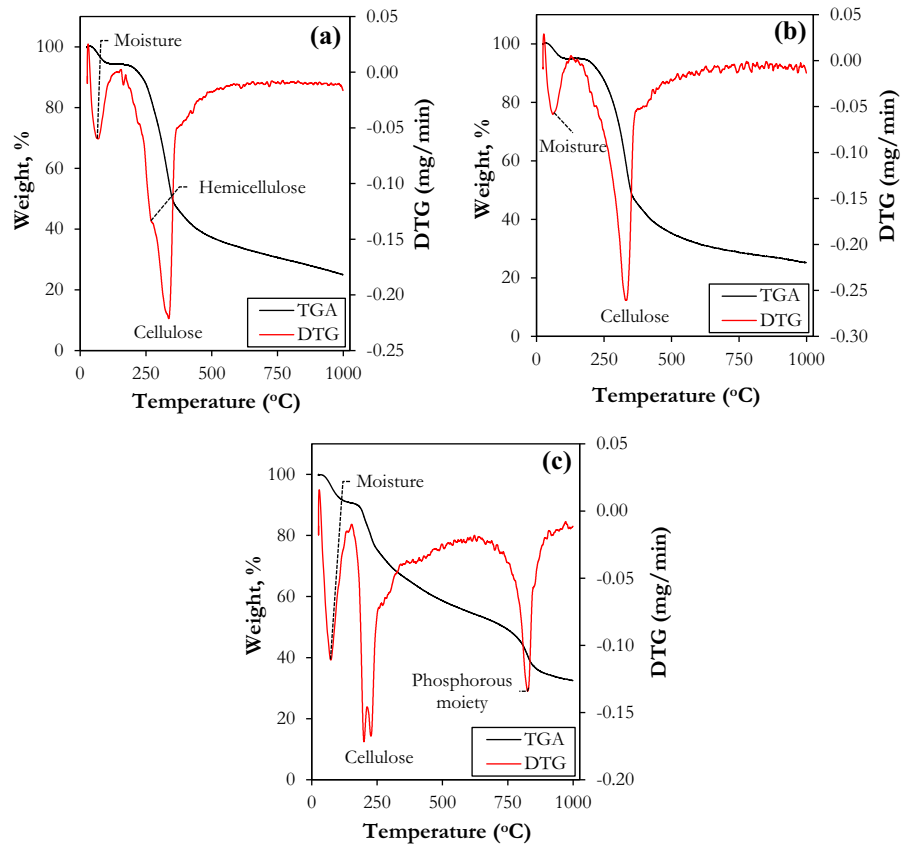 (a)
Moisture
Hemicellulose
Cellulose
TGA
DTG
100
80
60
40
20
0
Weight, %
0.05
0.00
-0.05
-0.10
-0.15
-0.20
-0.25
DTG (mg/min)
0 250 500 750 1000
Temperature (°C)
(b)
Moisture
Cellulose
TGA
DTG
100
80
60
40
20
0
Weight, %
0.05
0.00
-0.05
-0.10
-0.15
-0.20
-0.25
-0.30
DTG (mg/min)
0 250 500 750 1000
Temperature (°C)
(c)
Moisture
Phosphorous
moiety
Cellulose
TGA
DTG
100
80
60
40
20
0
Weight, %
0.05
0.00
-0.05
-0.10
-0.15
-0.20
DTG (mg/min)
0 250 500 750 1000
Temperature (°C)